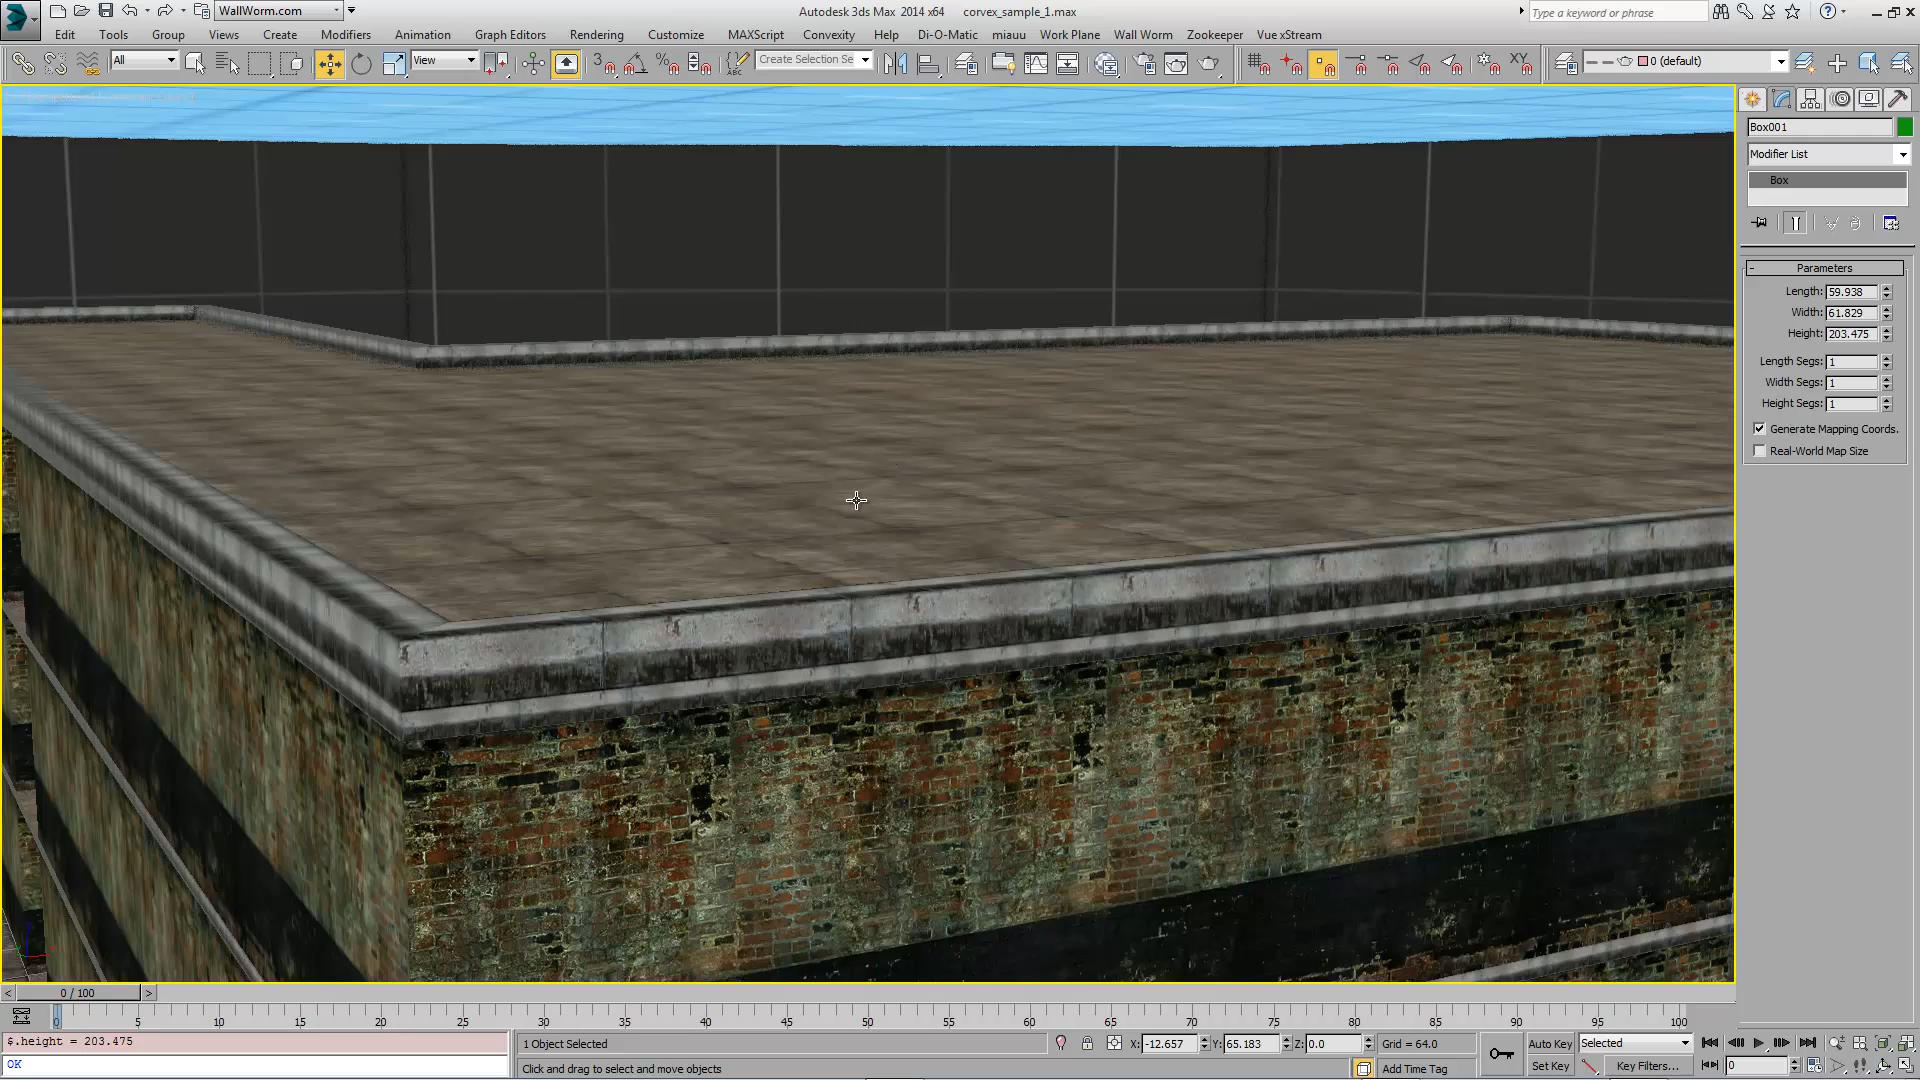 WallWorm.com
Autodesk 3ds Max 2014 x64 corvex_sample_1.max
Type a keyword or phrase
Edit Tools Group Views Create Modifiers Animation Graph Editors Rendering Customize MAXScript Convexity Help Di-O-Matic miauu Work Plane Wall Worm Zookeeper Vue xStream
All View 3 Create Selection Se XY 0 (default)
Box001
Modifier List
Box
Parameters
Length: 59.938
Width: 61.829
Height: 203.475
Length Segs: 1
Width Segs: 1
Height Segs: 1
Generate Mapping Coords.
Real-World Map Size
< 0 / 100 >
0 5 10 15 20 25 30 35 40 45 50 55 60 65 70 75 80 85 90 95 100
$.height = 203.475
OK
1 Object Selected X: -12.657 Y: 65.183 Z: 0.0 Grid = 64.0 Auto Key Selected
Click and drag to select and move objects Add Time Tag Set Key Key Filters... 0